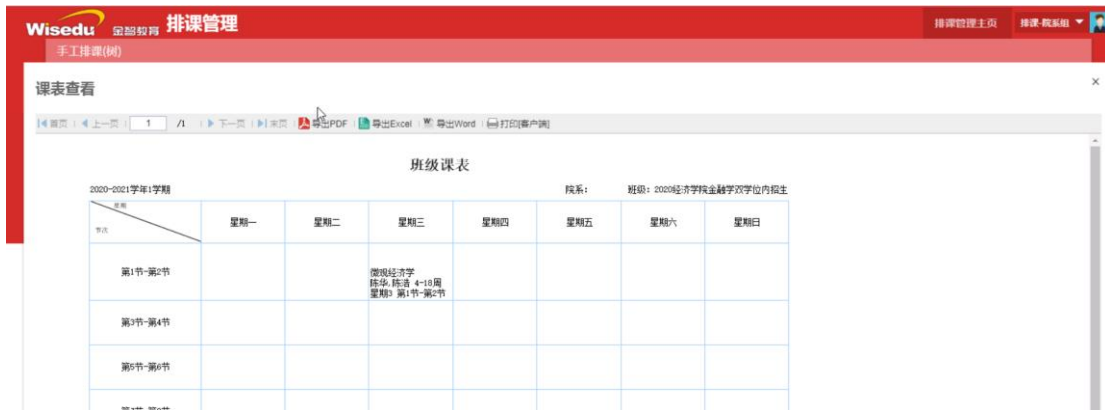 Wisedu 金智教育 排课管理
排课管理主页 排课-院系组
手工排课(树)
课表查看
×
首页 上一页 1 /1 下一页 末页 导出PDF 导出Excel 导出Word 打印[客户端]
班级课表
2020-2021学年1学期 院系: 班级: 2020经济学院金融学双学位内招生
星期
节次
星期一 星期二 星期三 星期四 星期五 星期六 星期日
第1节-第2节
微观经济学
陈华,陈浩 4-18周
星期3 第1节-第2节
第3节-第4节
第5节-第6节